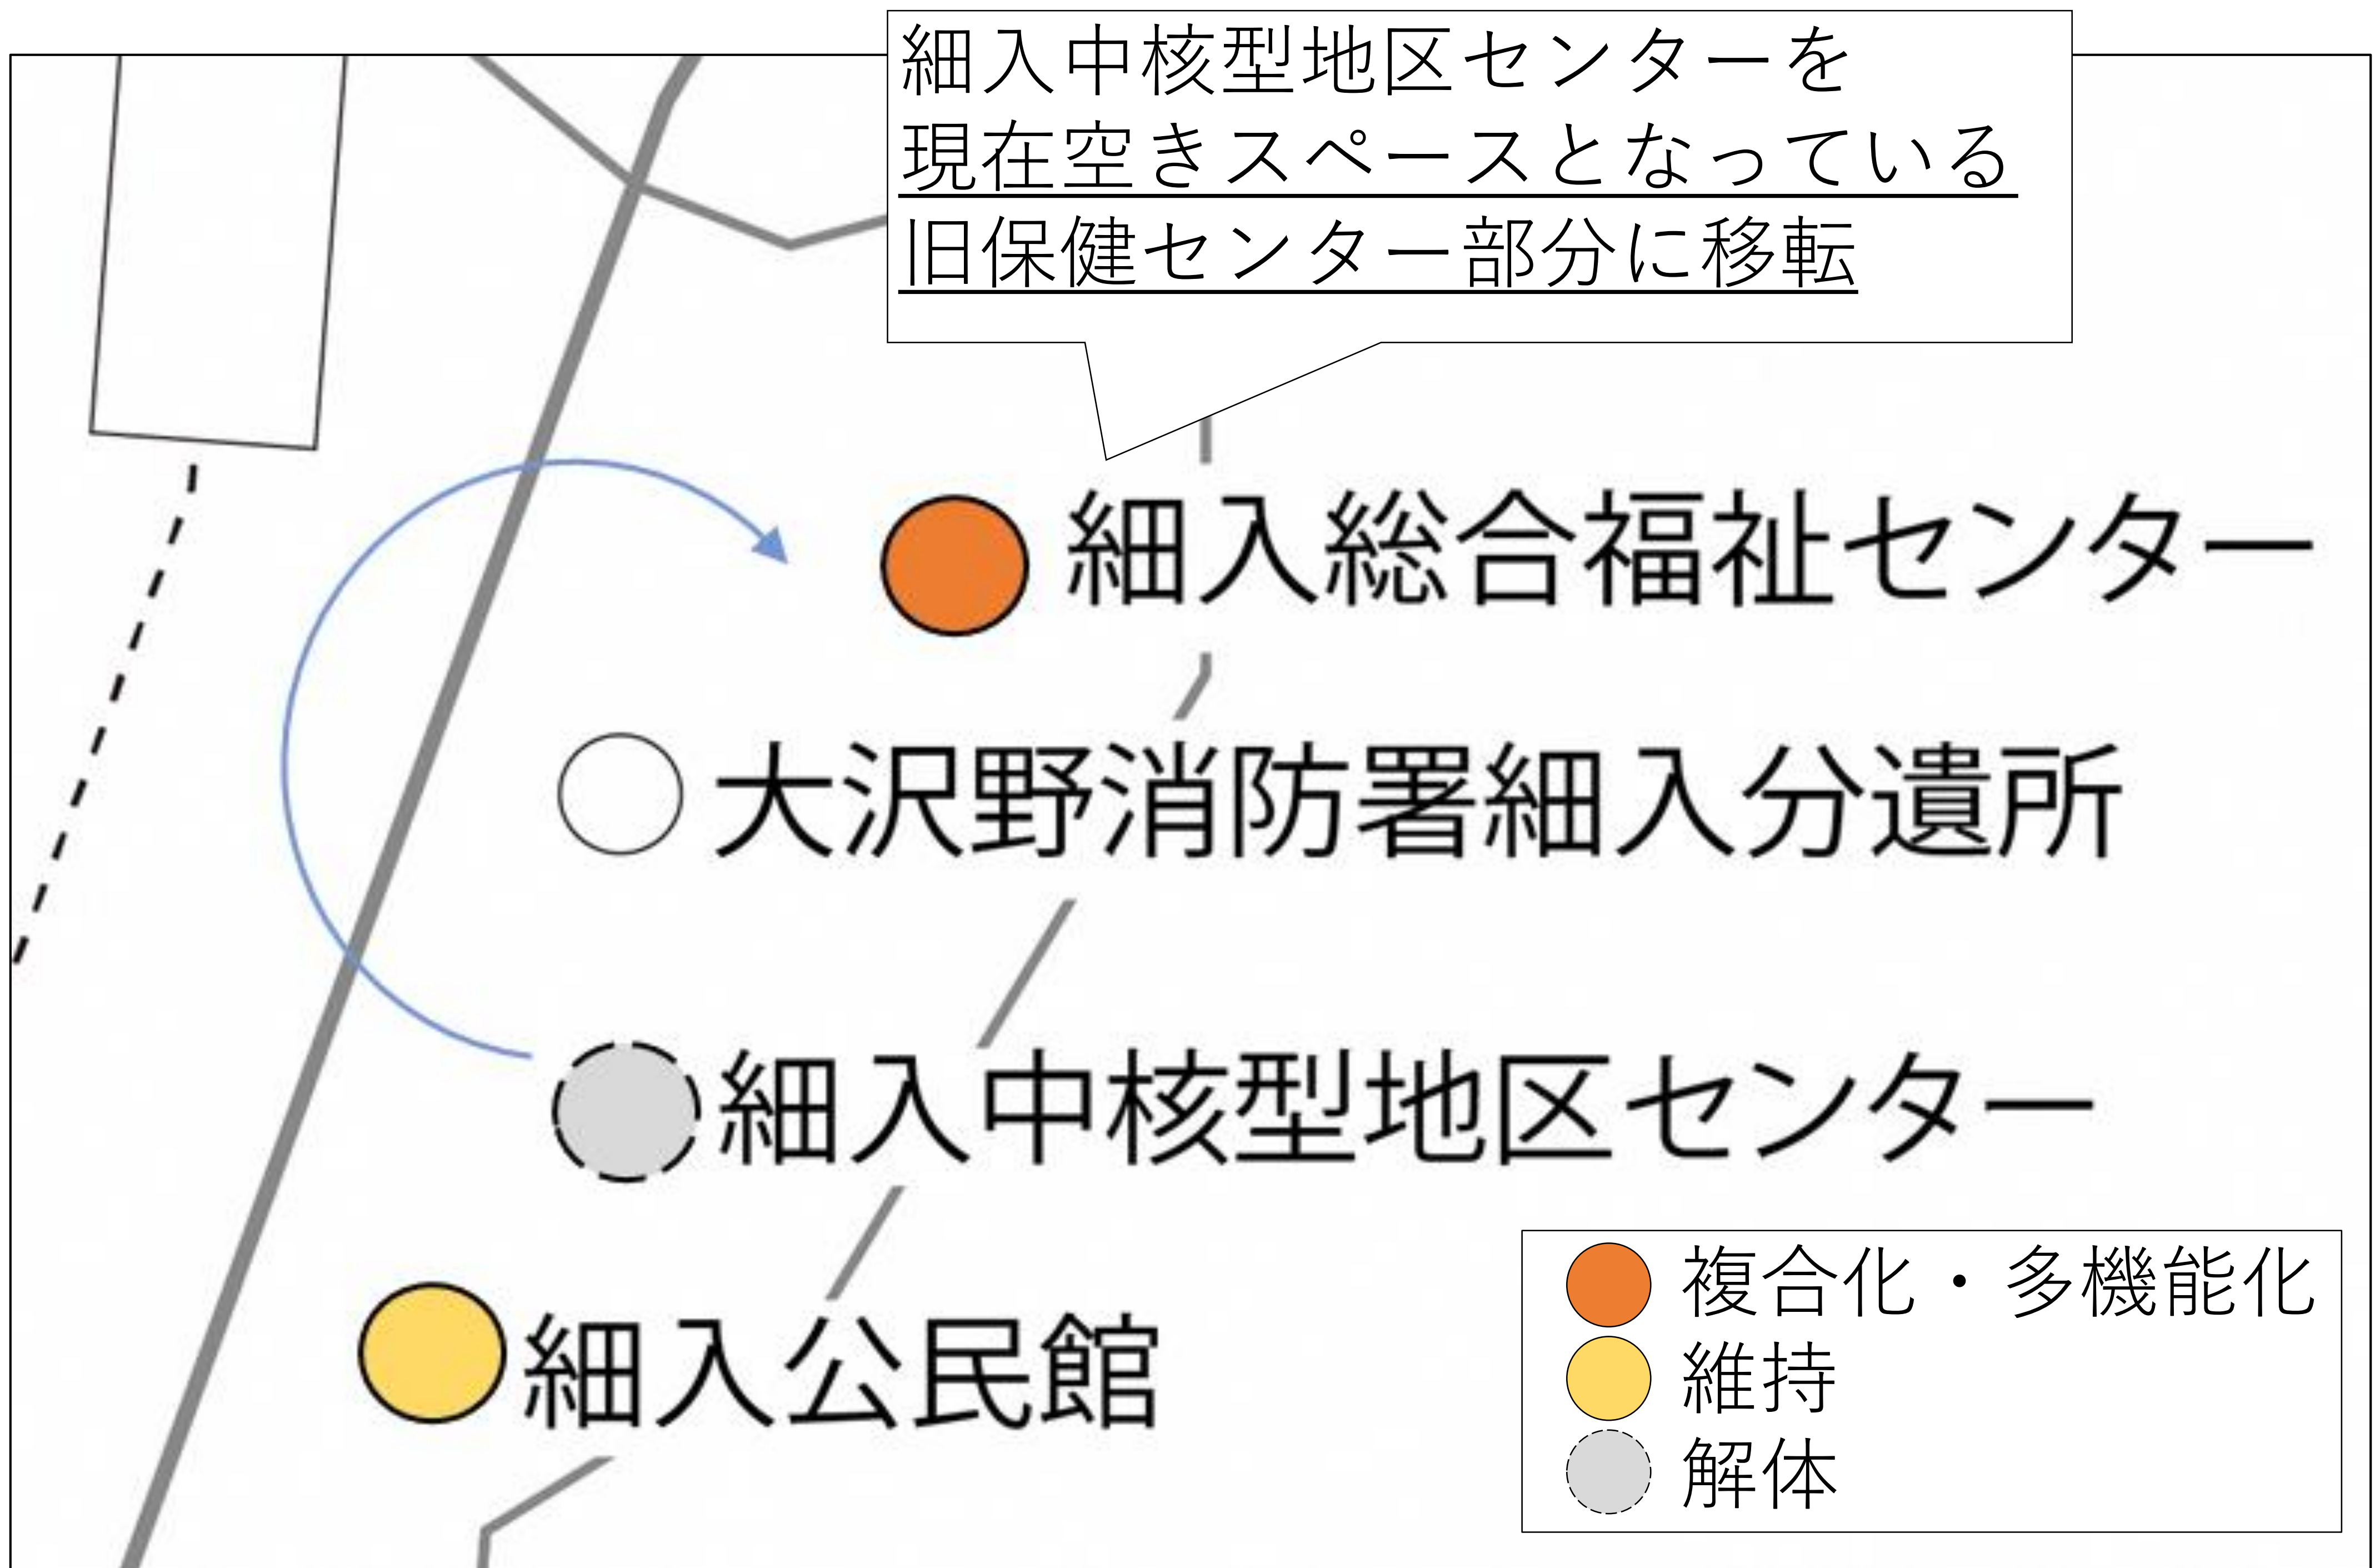 細入中核型地区センターを
現在空きスペースとなっている
旧保健センター部分に移転
細入総合福祉センター
大沢野消防署細入分遣所
細入中核型地区センター
細入公民館
複合化・多機能化
維持
解体